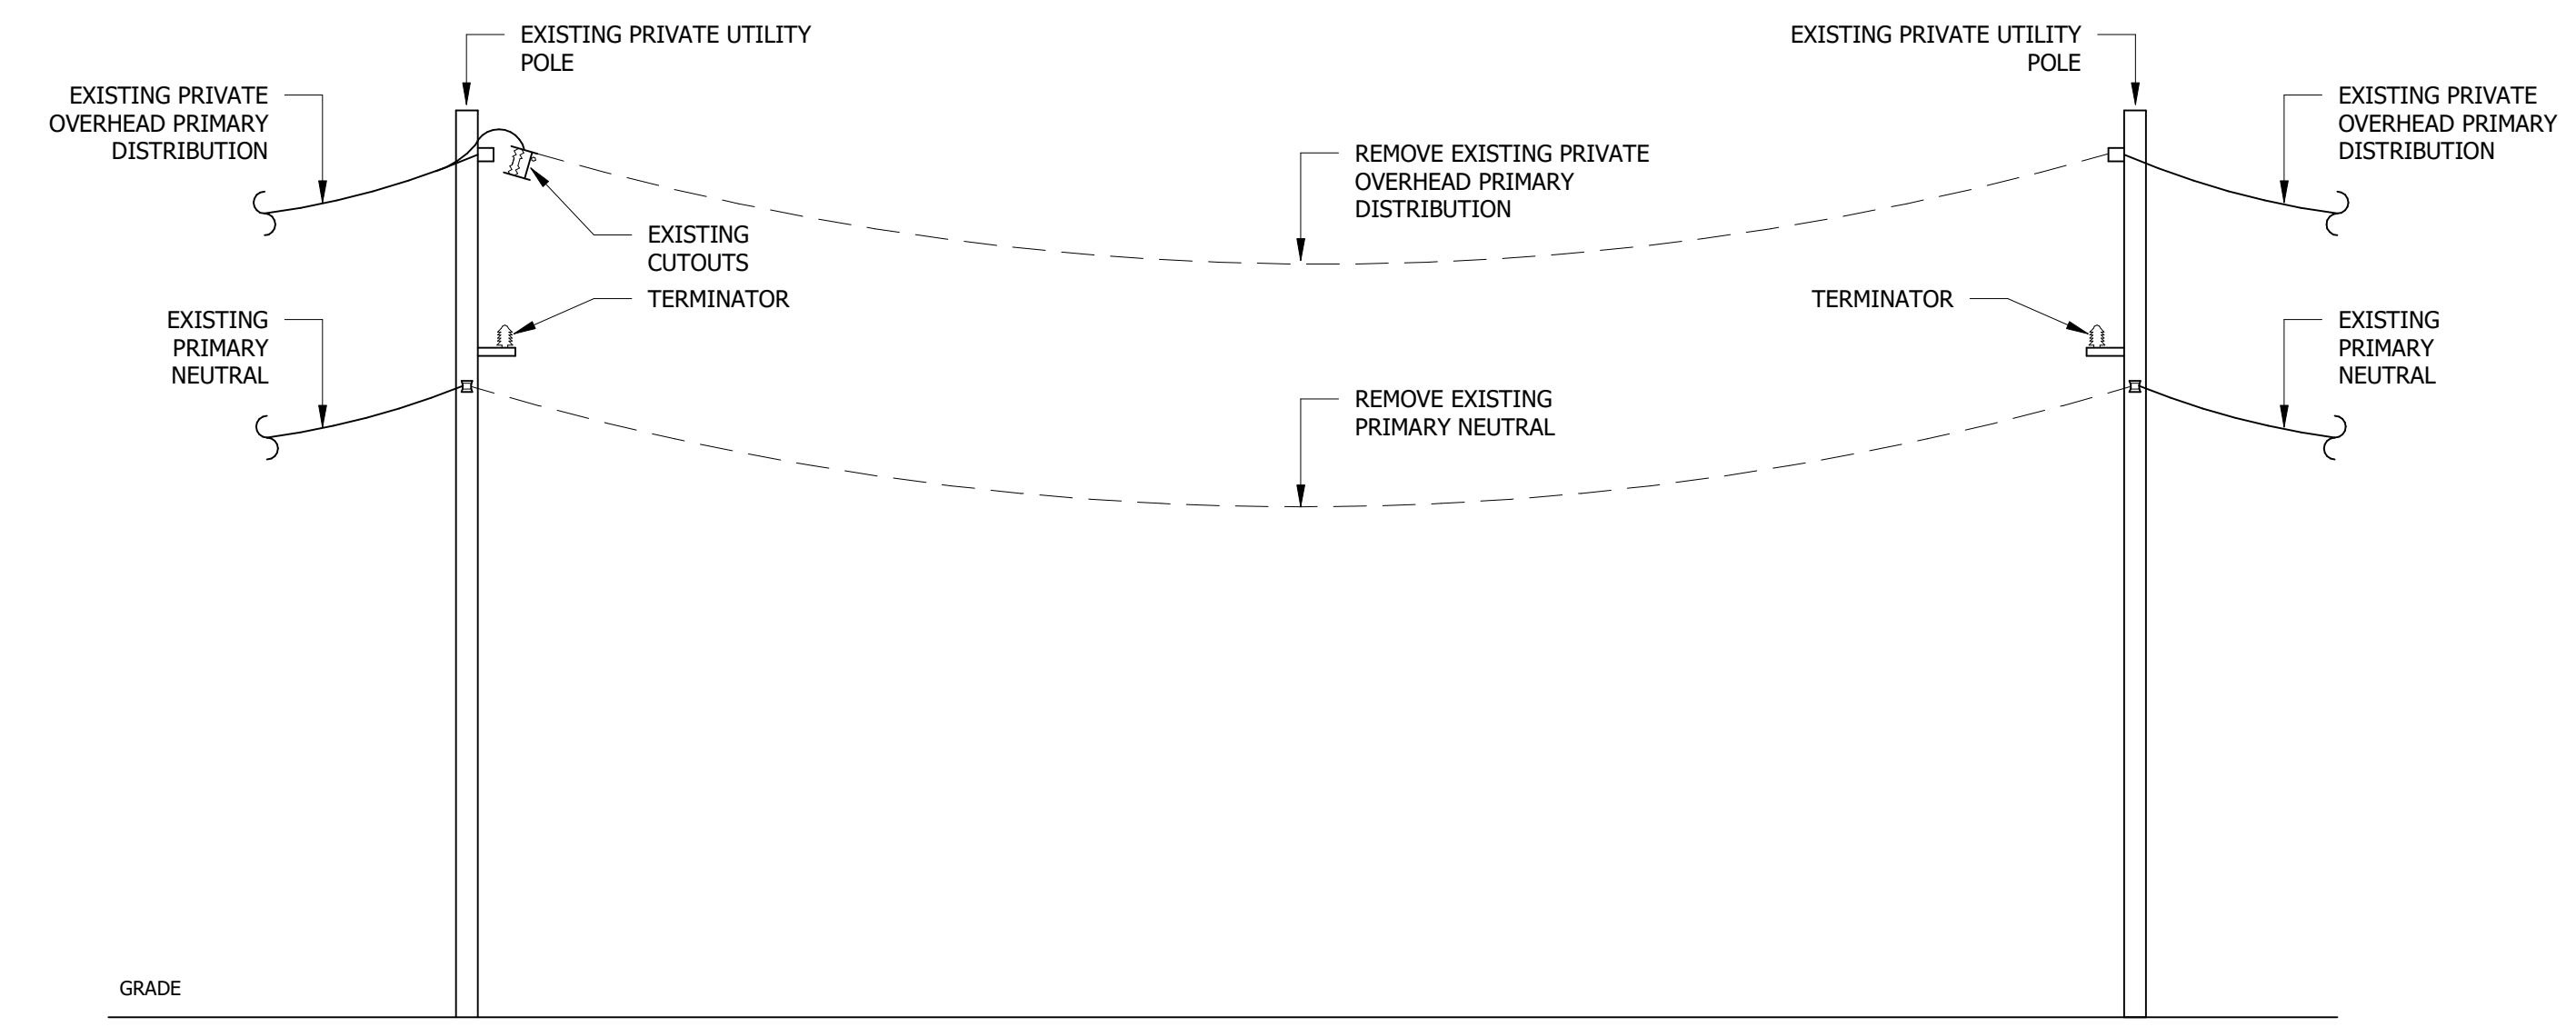 EXISTING PRIVATE UTILITY
POLE
EXISTING PRIVATE UTILITY
POLE
EXISTING PRIVATE
OVERHEAD PRIMARY
DISTRIBUTION
EXISTING PRIVATE
OVERHEAD PRIMARY
DISTRIBUTION
REMOVE EXISTING PRIVATE
OVERHEAD PRIMARY
DISTRIBUTION
EXISTING
CUTOUTS
TERMINATOR
TERMINATOR
EXISTING
PRIMARY
NEUTRAL
EXISTING
PRIMARY
NEUTRAL
REMOVE EXISTING
PRIMARY NEUTRAL
GRADE